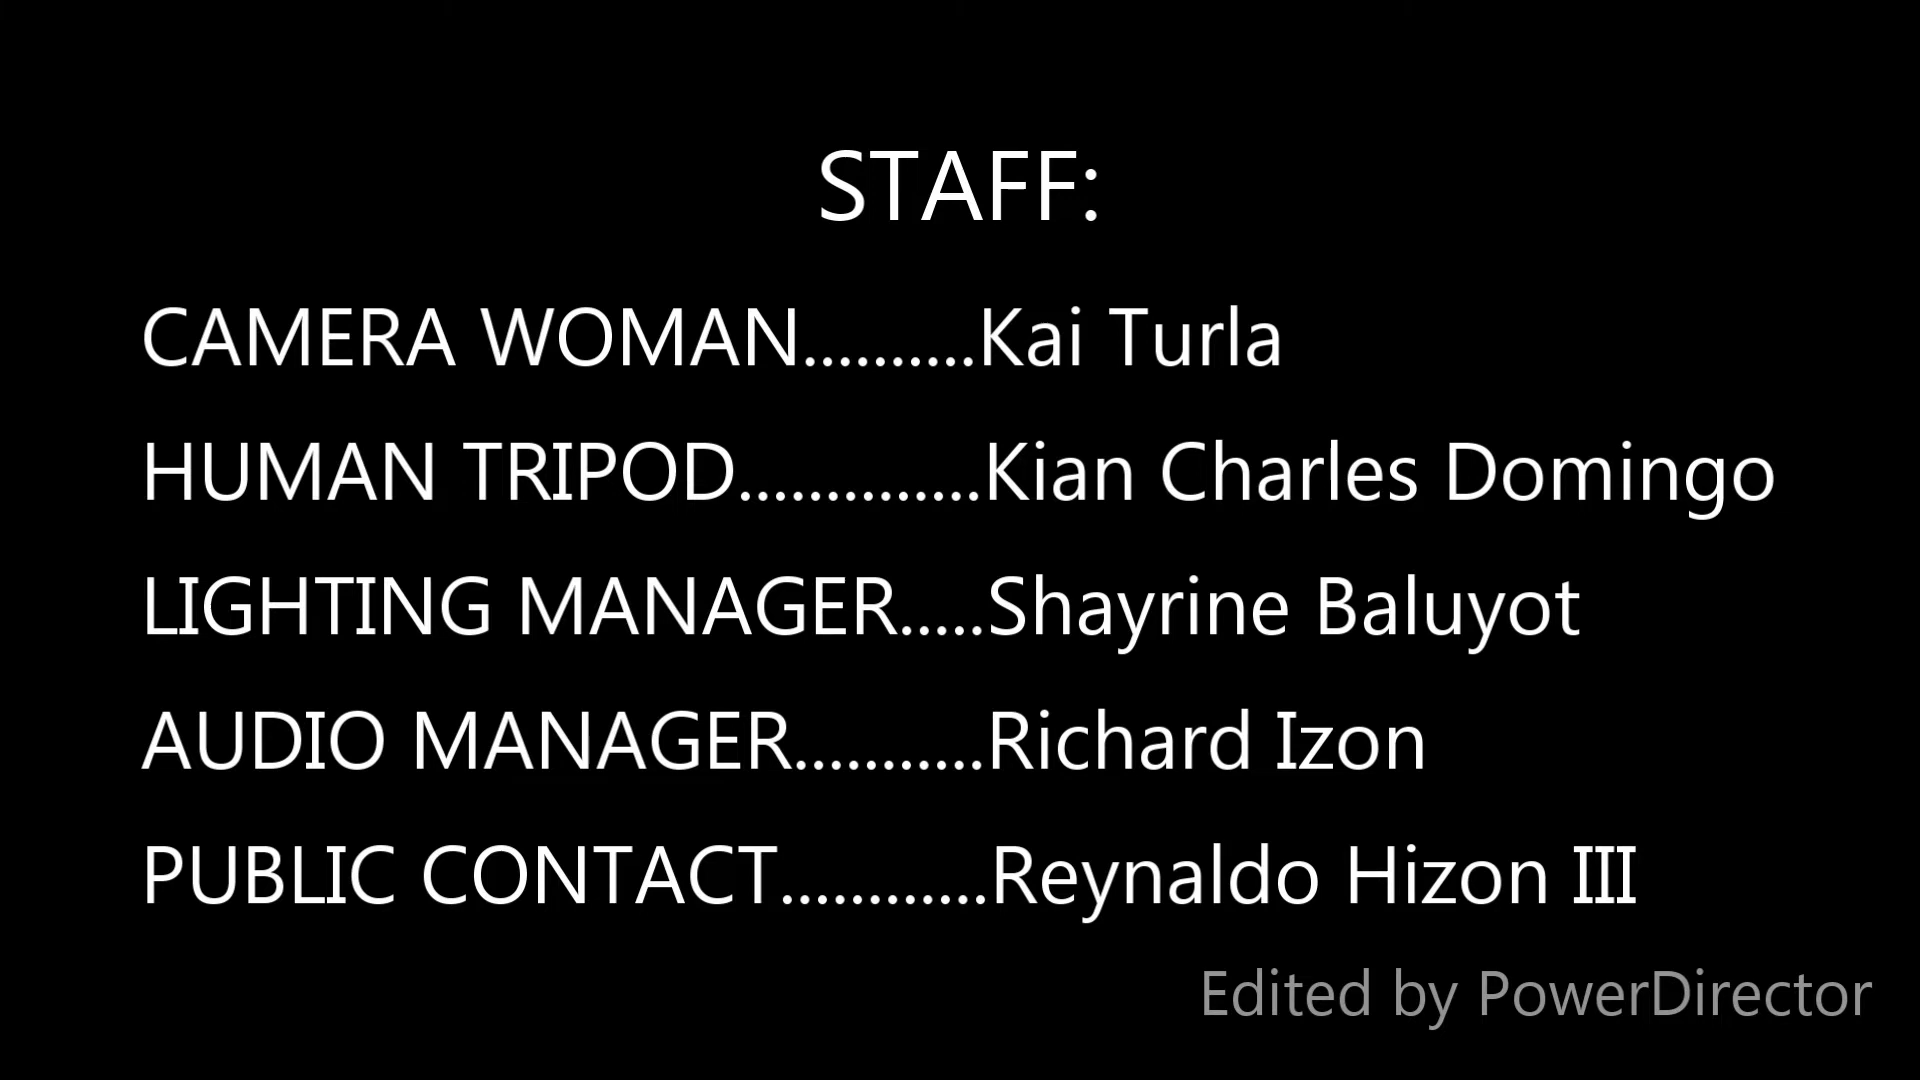 STAFF:
CAMERA WOMAN..........Kai Turla
HUMAN TRIPOD..............Kian Charles Domingo
LIGHTING MANAGER.....Shayrine Baluyot
AUDIO MANAGER...........Richard Izon
PUBLIC CONTACT............Reynaldo Hizon III
Edited by PowerDirector